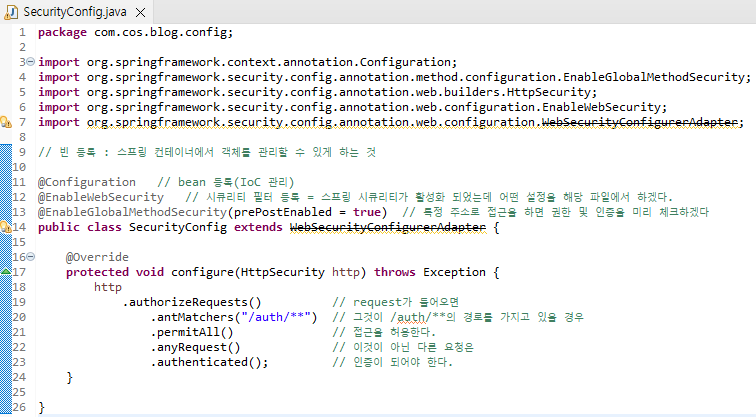 SecurityConfig.java
1 package com.cos.blog.config;
2
3 import org.springframework.context.annotation.Configuration;
4 import org.springframework.security.config.annotation.method.configuration.EnableGlobalMethodSecurity;
5 import org.springframework.security.config.annotation.web.builders.HttpSecurity;
6 import org.springframework.security.config.annotation.web.configuration.EnableWebSecurity;
7 import org.springframework.security.config.annotation.web.configuration.WebSecurityConfigurerAdapter;
8
9 // 빈 등록 : 스프링 컨테이너에서 객체를 관리할 수 있게 하는 것
10
11 @Configuration // bean 등록(IoC 관리)
12 @EnableWebSecurity // 시큐리티 필터 등록 = 스프링 시큐리티가 활성화 되었는데 어떤 설정을 해당 파일에서 하겠다.
13 @EnableGlobalMethodSecurity(prePostEnabled = true) // 특정 주소로 접근을 하면 권한 및 인증을 미리 체크하겠다
14 public class SecurityConfig extends WebSecurityConfigurerAdapter {
15
16 @Override
17 protected void configure(HttpSecurity http) throws Exception {
18 http
19 .authorizeRequests() // request가 들어오면
20 .antMatchers("/auth/**") // 그것이 /auth/**의 경로를 가지고 있을 경우
21 .permitAll() // 접근을 허용한다.
22 .anyRequest() // 이것이 아닌 다른 요청은
23 .authenticated(); // 인증이 되어야 한다.
24 }
25
26 }